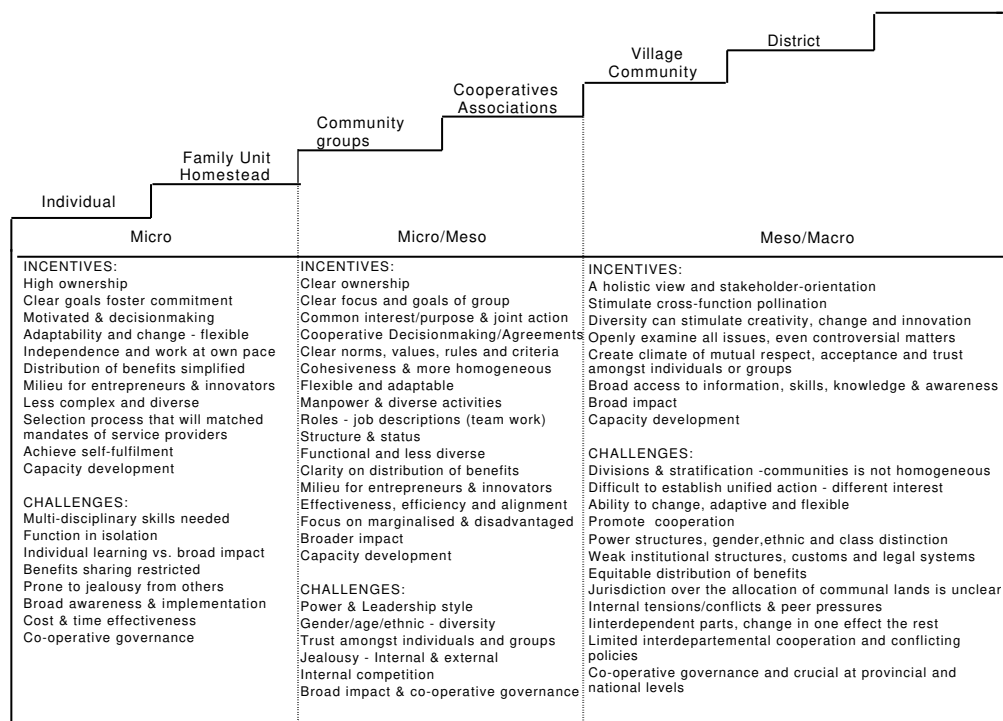 Individual
Family Unit
Homestead
Community
groups
Cooperatives
Associations
Village
Community
District
Micro
INCENTIVES:
High ownership
Clear goals foster commitment
Motivated & decisionmaking
Adaptability and change - flexible
Independence and work at own pace
Distribution of benefits simplified
Milieu for entrepreneurs & innovators
Less complex and diverse
Selection process that will matched
mandates of service providers
Achieve self-fulfilment
Capacity development
CHALLENGES:
Multi-disciplinary skills needed
Function in isolation
Individual learning vs. broad impact
Benefits sharing restricted
Prone to jealousy from others
Broad awareness & implementation
Cost & time effectiveness
Co-operative governance
Micro/Meso
INCENTIVES:
Clear ownership
Clear focus and goals of group
Common interest/purpose & joint action
Cooperative Decisionmaking/Agreements
Clear norms, values, rules and criteria
Cohesiveness & more homogeneous
Flexible and adaptable
Manpower & diverse activities
Roles - job descriptions (team work)
Structure & status
Functional and less diverse
Clarity on distribution of benefits
Milieu for entrepreneurs & innovators
Effectiveness, efficiency and alignment
Focus on marginalised & disadvantaged
Broader impact
Capacity development
CHALLENGES:
Power & Leadership style
Gender/age/ethnic - diversity
Trust amongst individuals and groups
Jealousy - Internal & external
Internal competition
Broad impact & co-operative governance
Meso/Macro
INCENTIVES:
A holistic view and stakeholder-orientation
Stimulate cross-function pollination
Diversity can stimulate creativity, change and innovation
Openly examine all issues, even controversial matters
Create climate of mutual respect, acceptance and trust
amongst individuals or groups
Broad access to information, skills, knowledge & awareness
Broad impact
Capacity development
CHALLENGES:
Divisions & stratification -communities is not homogeneous
Difficult to establish unified action - different interest
Ability to change, adaptive and flexible
Promote cooperation
Power structures, gender,ethnic and class distinction
Weak institutional structures, customs and legal systems
Equitable distribution of benefits
Jurisdiction over the allocation of communal lands is unclear
Internal tensions/conflicts & peer pressures
Iinterdependent parts, change in one effect the rest
Limited interdepartemental cooperation and conflicting
policies
Co-operative governance and crucial at provincial and
national levels